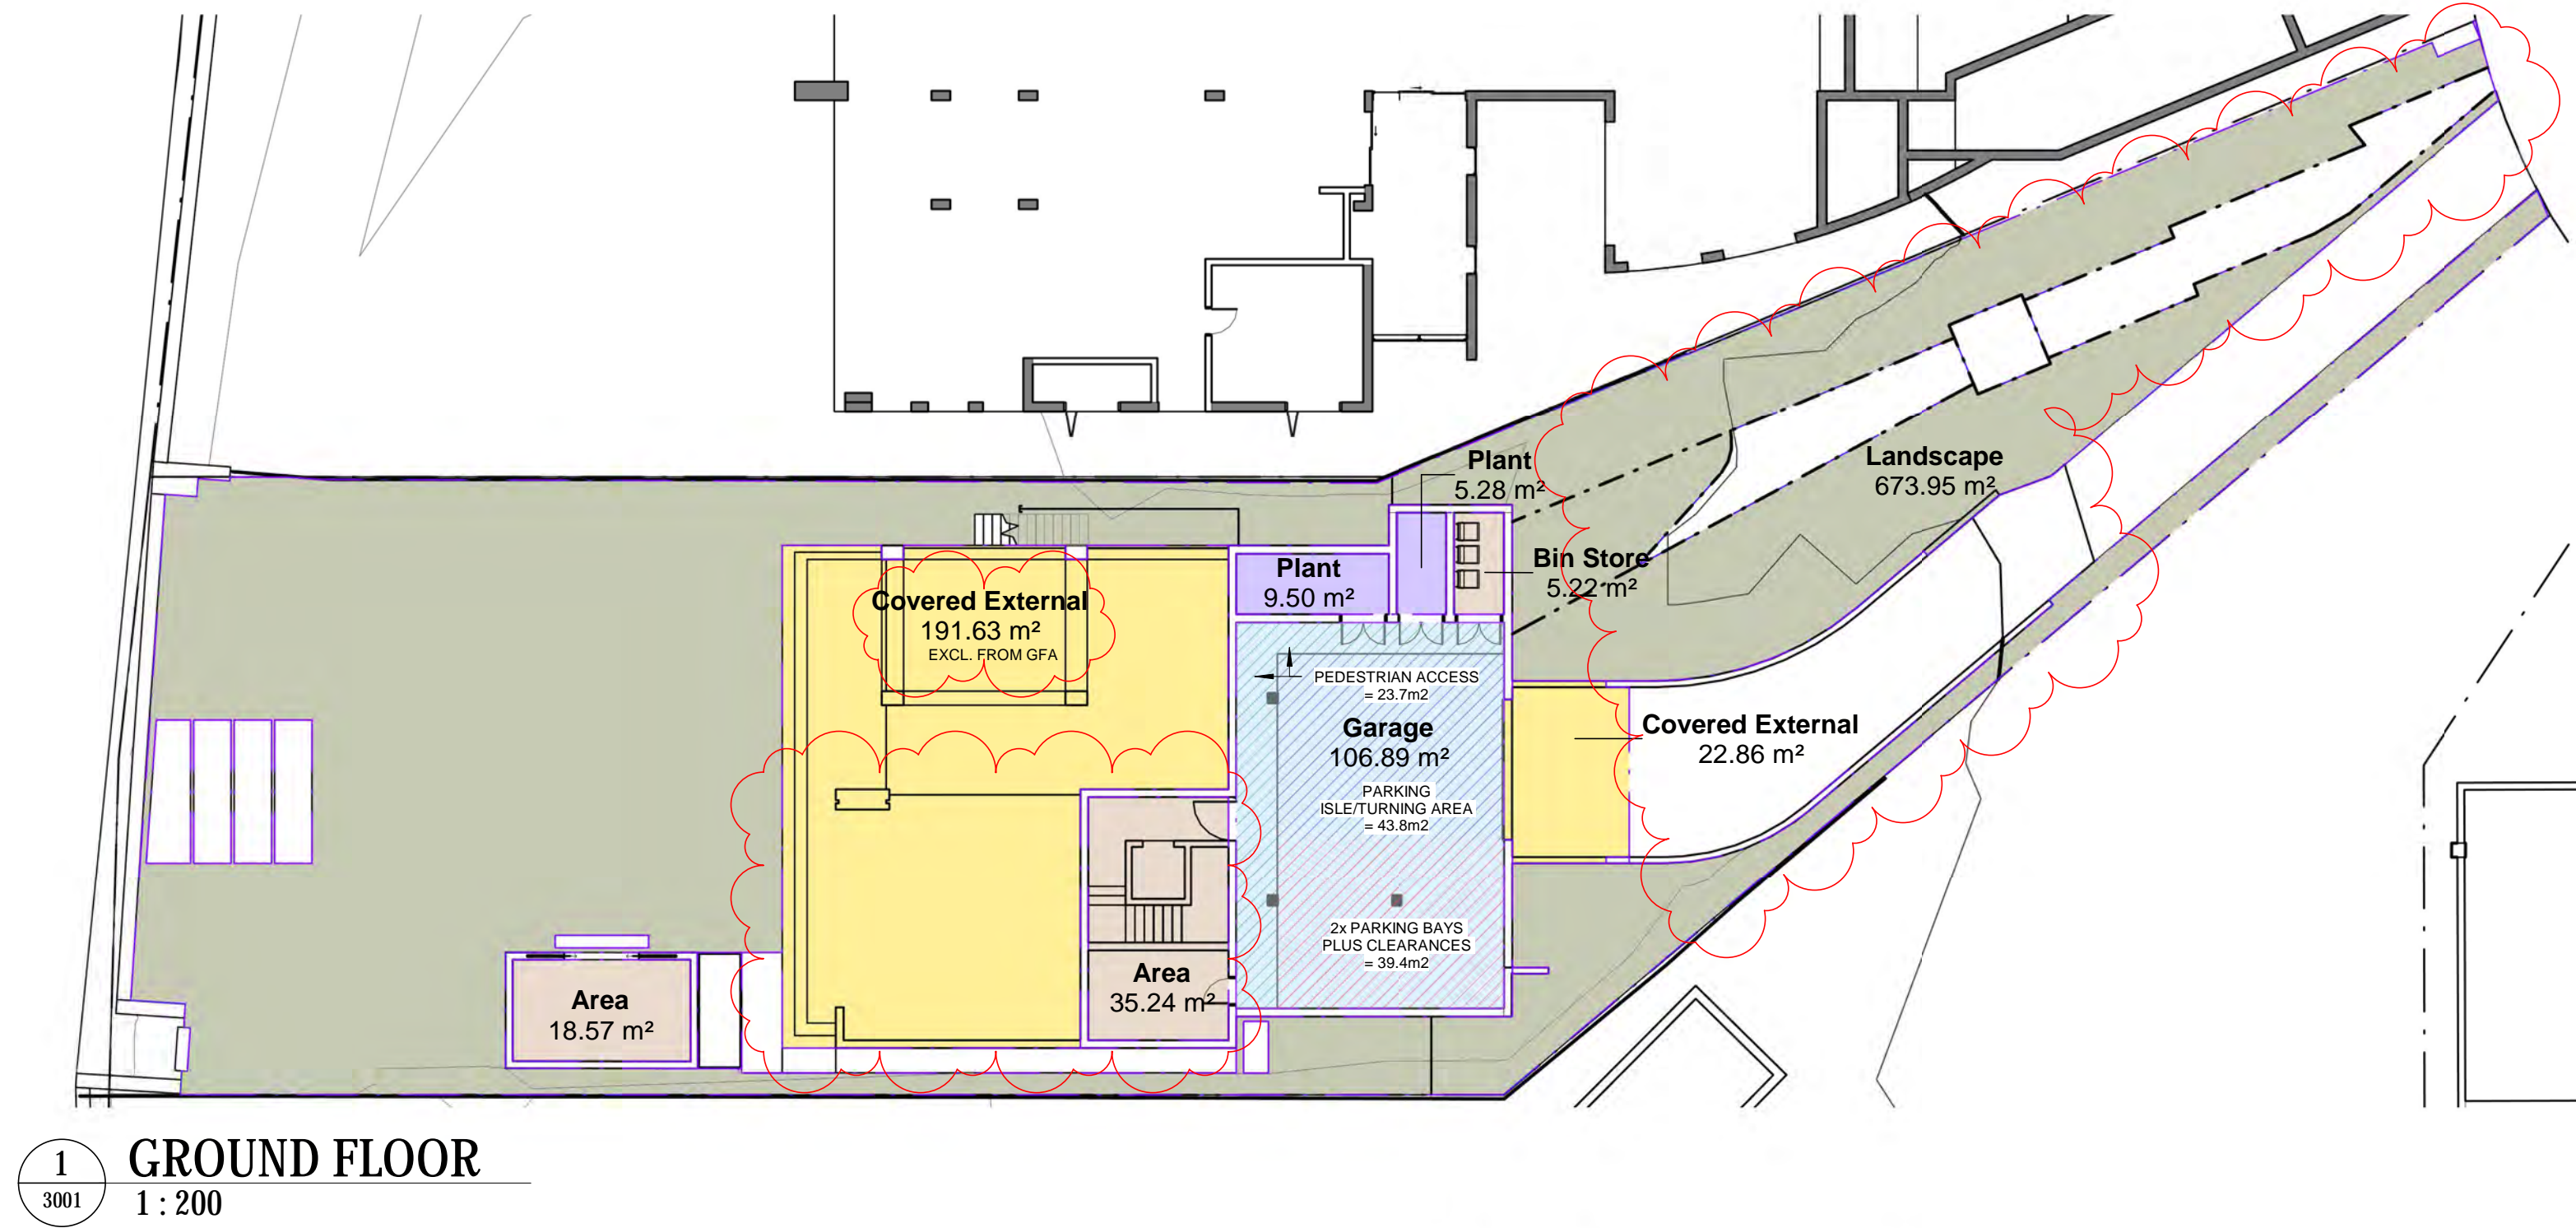 Plant
5.28 m²
Landscape
673.95 m²
Bin Store
5.22 m²
Plant
9.50 m²
Covered External
191.63 m²
EXCL. FROM GFA
PEDESTRIAN ACCESS
= 23.7m2
Garage
106.89 m²
PARKING
ISLE/TURNING AREA
= 43.8m2
Covered External
22.86 m²
2x PARKING BAYS
PLUS CLEARANCES
= 39.4m2
Area
35.24 m²
Area
18.57 m²
1
3001
GROUND FLOOR
1 : 200